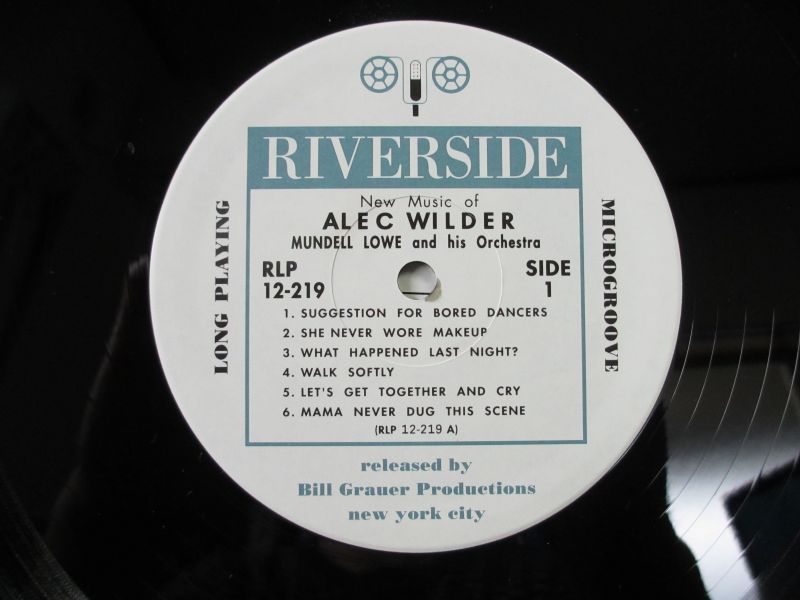 RIVERSIDE
New Music of
ALEC WILDER
MUNDELL LOWE and his Orchestra
RLP
12-219
SIDE
1
1. SUGGESTION FOR BORED DANCERS
2. SHE NEVER WORE MAKEUP
3. WHAT HAPPENED LAST NIGHT?
4. WALK SOFTLY
5. LET'S GET TOGETHER AND CRY
6. MAMA NEVER DUG THIS SCENE
(RLP 12-219 A)
LONG PLAYING
MICROGROOVE
released by
Bill Grauer Productions
new york city